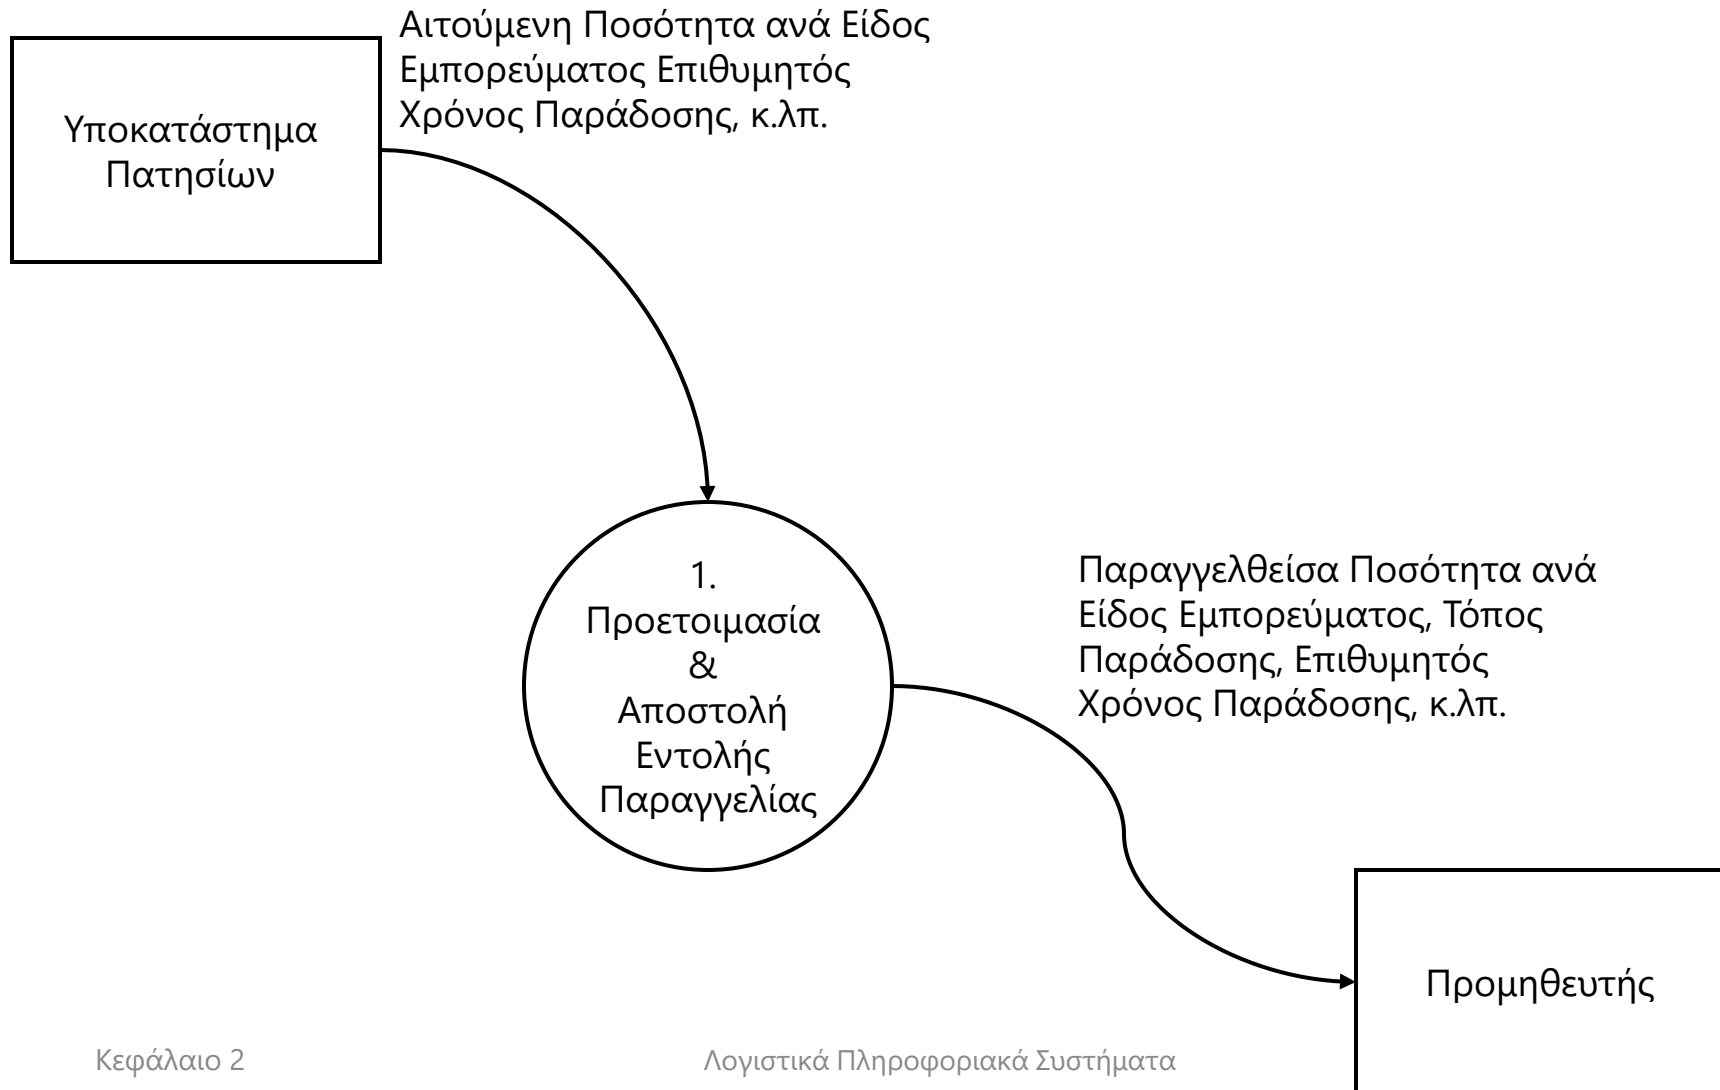 Αιτούμενη Ποσότητα ανά Είδος
Εμπορεύματος Επιθυμητός
Χρόνος Παράδοσης, κ.λπ.
Υποκατάστημα
Πατησίων
1.
Προετοιμασία
&
Αποστολή
Εντολής
Παραγγελίας
Παραγγελθείσα Ποσότητα ανά
Είδος Εμπορεύματος, Τόπος
Παράδοσης, Επιθυμητός
Χρόνος Παράδοσης, κ.λπ.
Προμηθευτής
Κεφάλαιο 2
Λογιστικά Πληροφοριακά Συστήματα